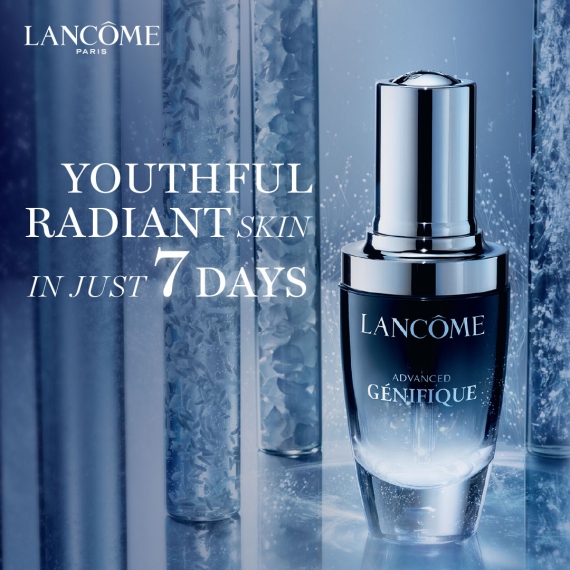 LANCÔME
PARIS
YOUTHFUL
RADIANT SKIN
IN JUST 7 DAYS
LANCÔME
ADVANCED
GÉNIFIQUE